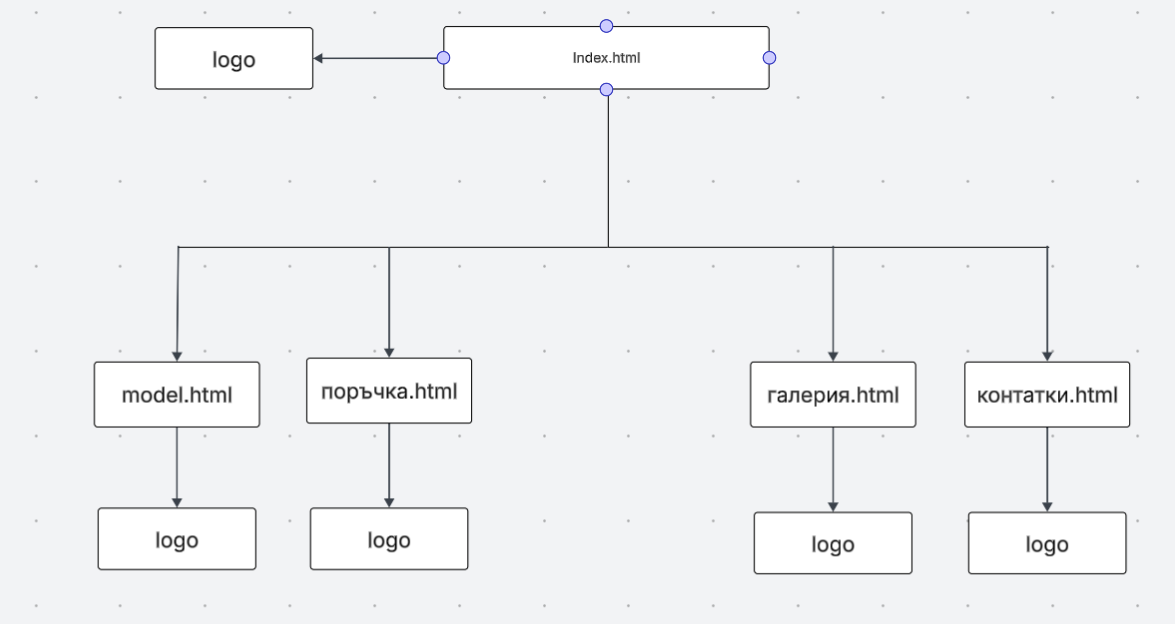 logo
Index.html
model.html
поръчка.html
галерия.html
контатки.html
logo
logo
logo
logo